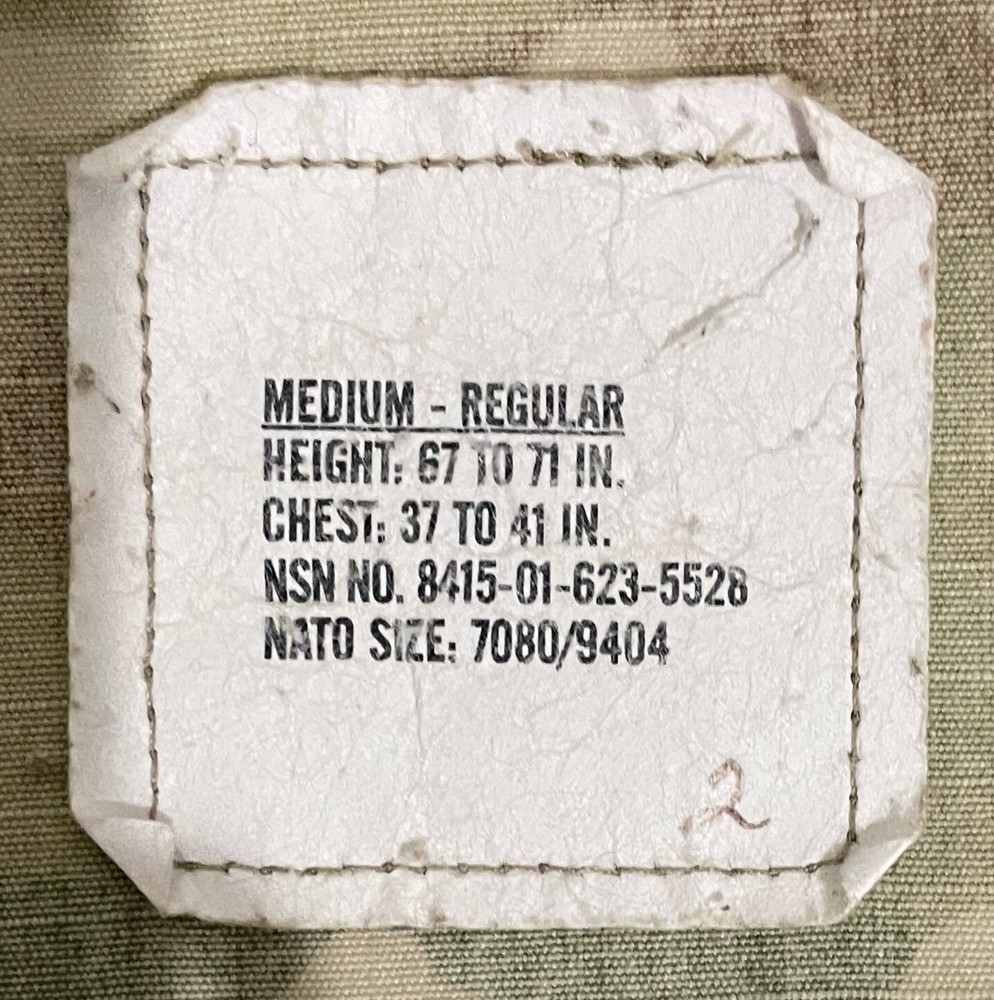 MEDIUM - REGULAR
HEIGHT: 67 TO 71 IN.
CHEST: 37 TO 41 IN.
NSN NO. 8415-01-623-5528
NATO SIZE: 7080/9404
2